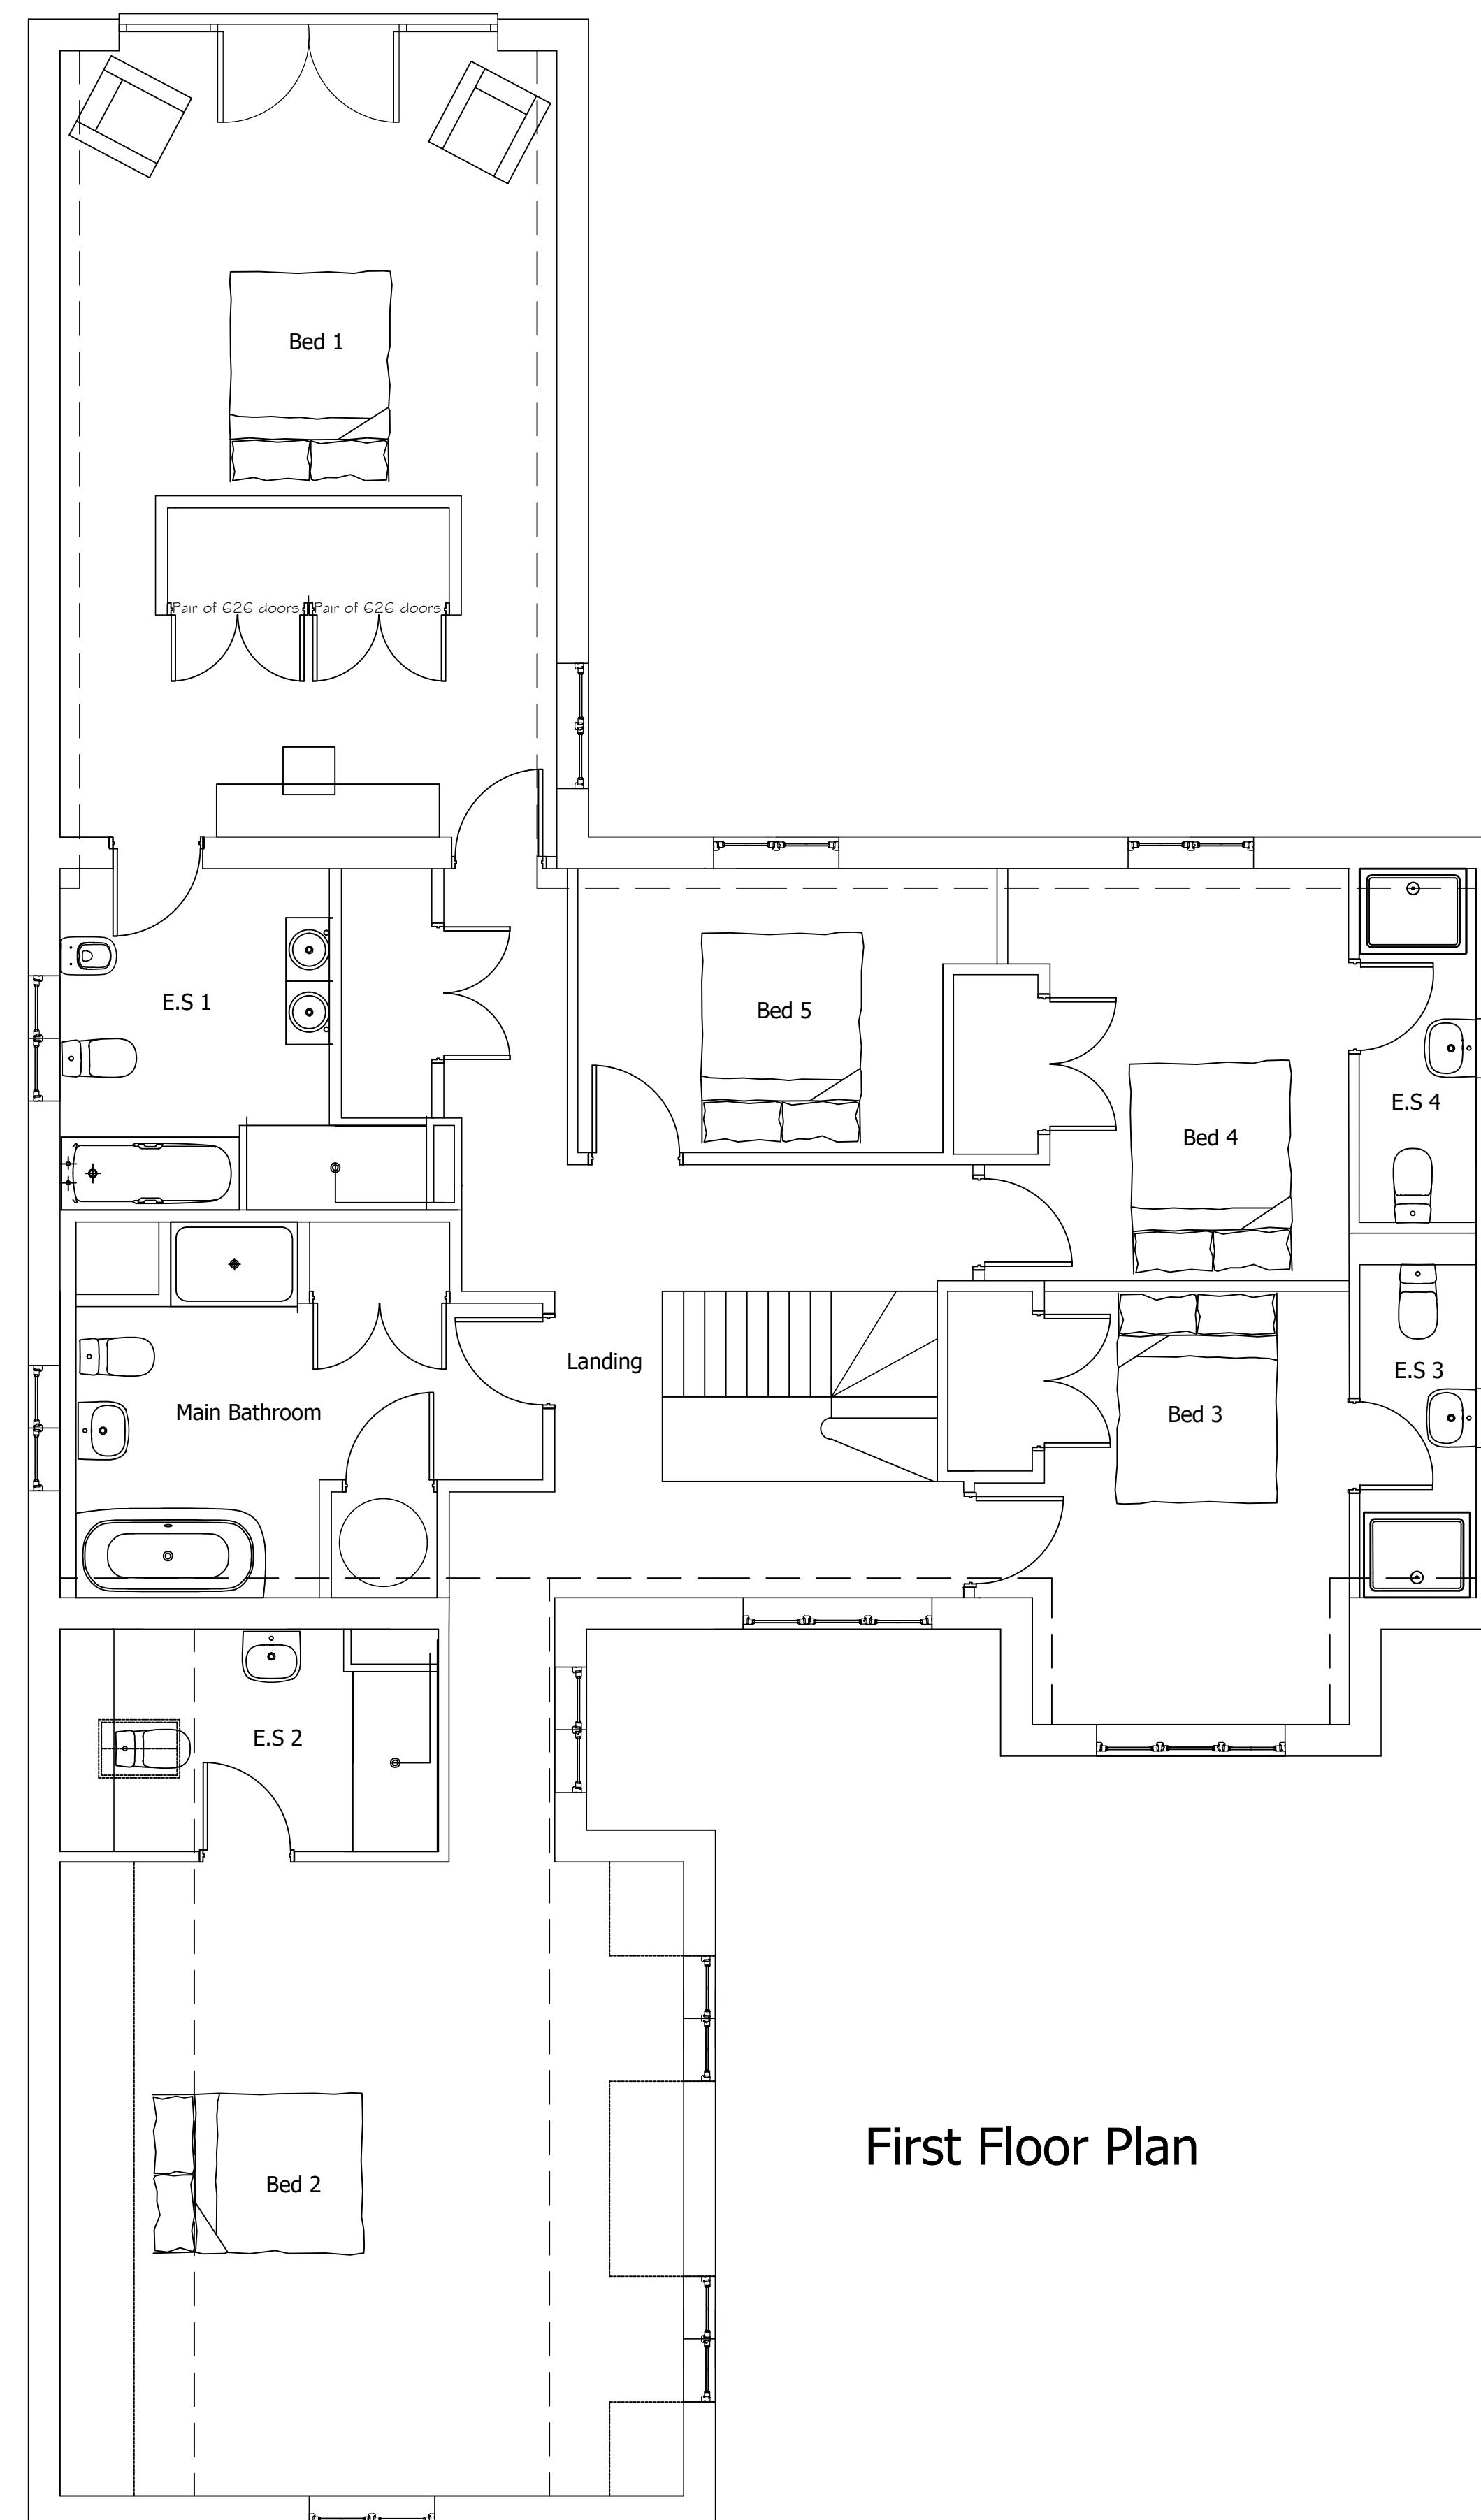 Bed 1
Pair of 626 doors
Pair of 626 doors
E.S 1
Bed 5
Bed 4
E.S 4
Landing
Main Bathroom
Bed 3
E.S 3
E.S 2
Bed 2
First Floor Plan